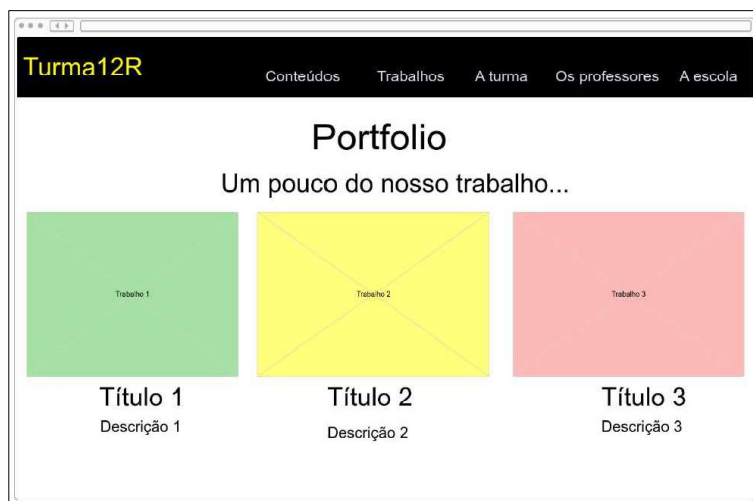 Turma12R
Conteúdos Trabalhos A turma Os professores A escola
Portfolio
Um pouco do nosso trabalho...
Trabalho 1 Trabalho 2 Trabalho 3
Título 1 Título 2 Título 3
Descrição 1 Descrição 2 Descrição 3